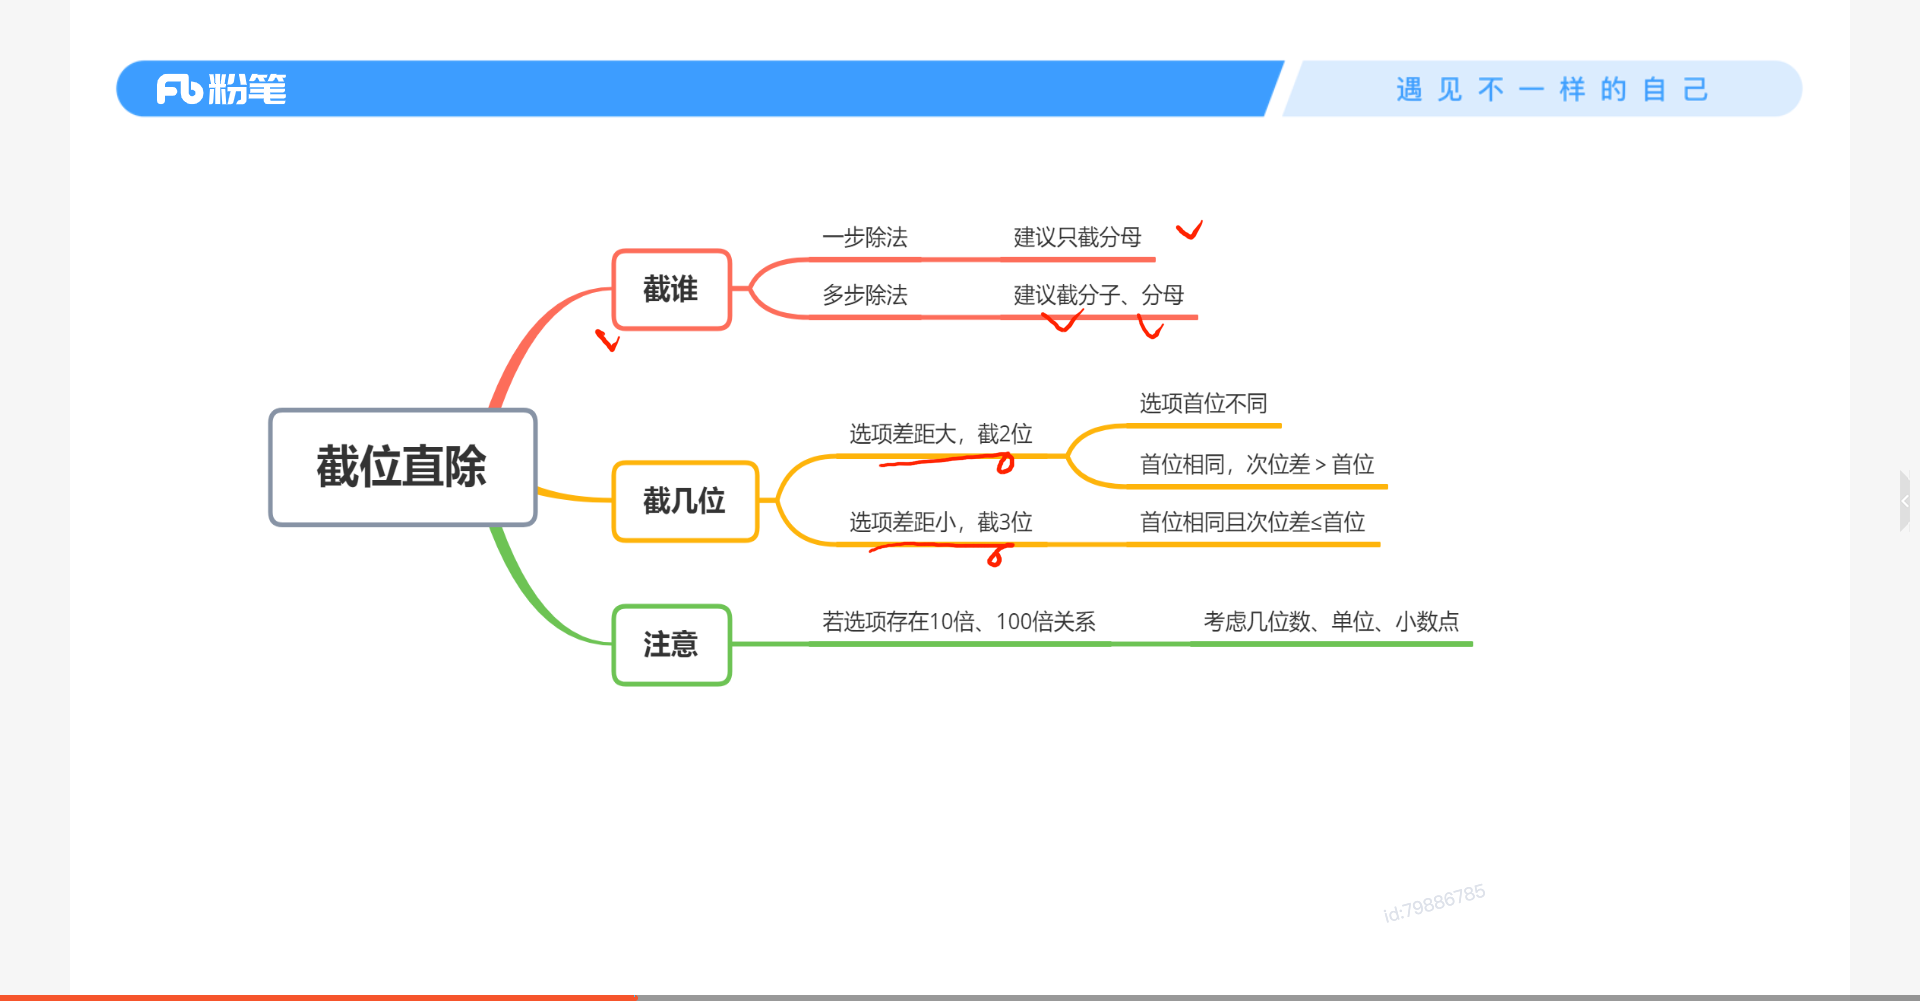 粉笔
遇见不一样的自己
一步除法
建议只截分母
截谁
多步除法
建议截分子、分母
截位直除
截几位
选项差距大，截2位
选项首位不同
首位相同，次位差 > 首位
选项差距小，截3位
首位相同且次位差≤首位
注意
若选项存在10倍、100倍关系
考虑几位数、单位、小数点
id:79886785